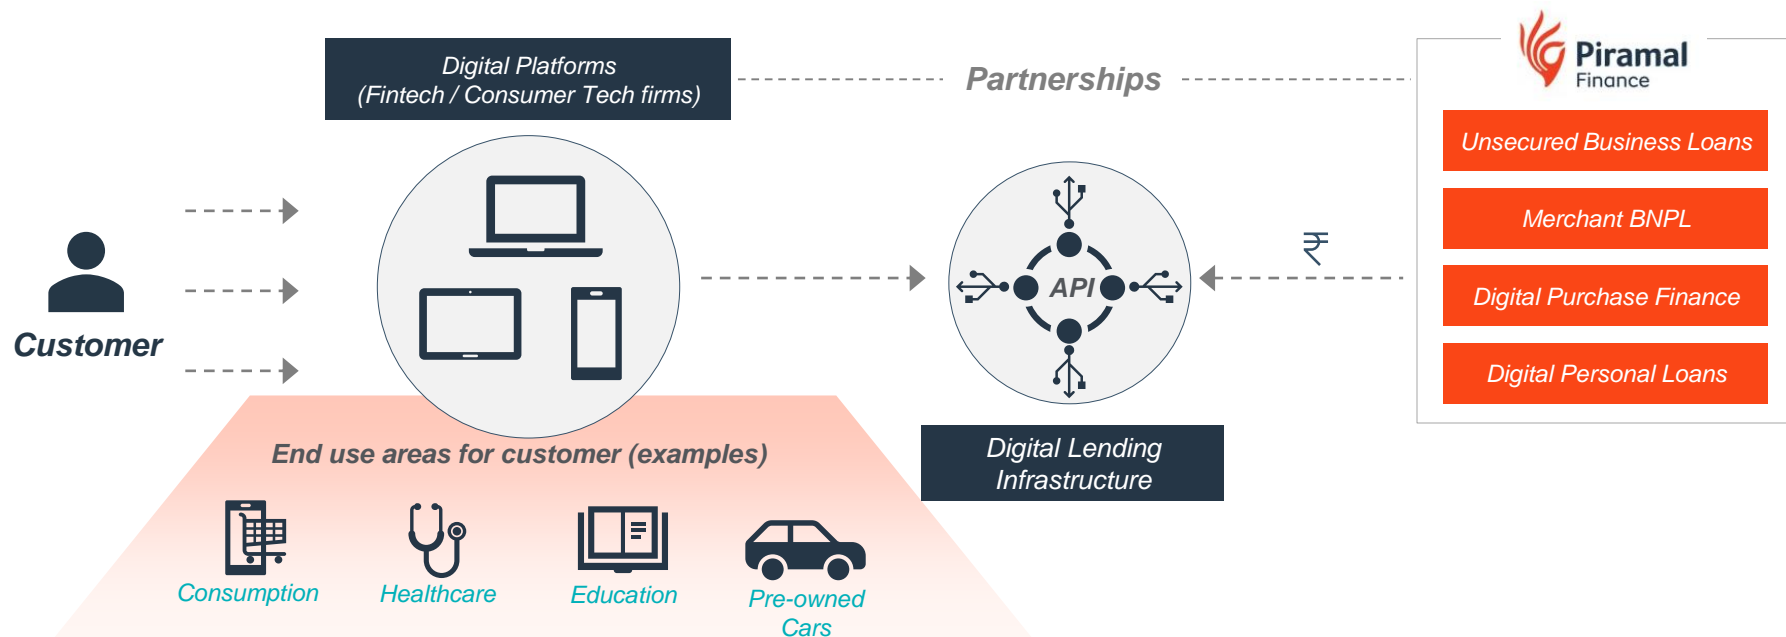 Digital Platforms
(Fintech / Consumer Tech firms)
Partnerships
Piramal
Finance
Unsecured Business Loans
Merchant BNPL
Digital Purchase Finance
Digital Personal Loans
₹
API
Customer
Digital Lending
Infrastructure
End use areas for customer (examples)
Consumption
Healthcare
Education
Pre-owned
Cars